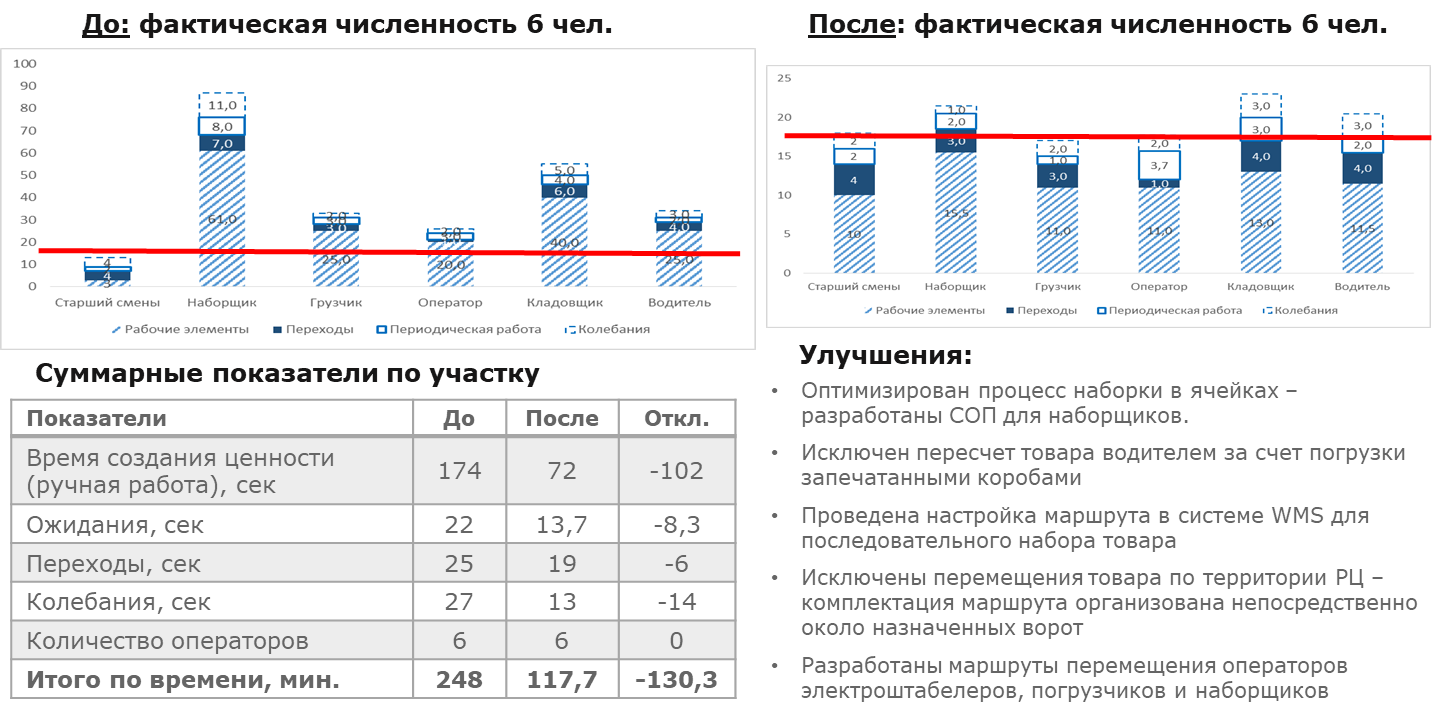 До: фактическая численность 6 чел.
После: фактическая численность 6 чел.
100
90
80
70
60
50
40
30
20
10
0
4
4
3
11,0
8,0
7,0
61,0
3,0
25,0
20,0
5,0
4,0
6,0
40,0
3,0
4,0
25,0
Старший смены Наборщик Грузчик Оператор Кладовщик Водитель
Рабочие элементы Переходы Периодическая работа Колебания
25
20
15
10
5
0
2
2
4
10
1,0
2,0
3,0
15,5
2,0
1,0
3,0
11,0
2,0
3,7
1,0
11,0
3,0
3,0
4,0
13,0
3,0
2,0
4,0
11,5
Старший смены Наборщик Грузчик Оператор Кладовщик Водитель
Рабочие элементы Переходы Периодическая работа Колебания
Суммарные показатели по участку
Показатели До После Откл.
Время создания ценности
(ручная работа), сек 174 72 -102
Ожидания, сек 22 13,7 -8,3
Переходы, сек 25 19 -6
Колебания, сек 27 13 -14
Количество операторов 6 6 0
Итого по времени, мин. 248 117,7 -130,3
Улучшения:
• Оптимизирован процесс наборки в ячейках –
разработаны СОП для наборщиков.
• Исключен пересчет товара водителем за счет погрузки
запечатанными коробами
• Проведена настройка маршрута в системе WMS для
последовательного набора товара
• Исключены перемещения товара по территории РЦ –
комплектация маршрута организована непосредственно
около назначенных ворот
• Разработаны маршруты перемещения операторов
электроштабелеров, погрузчиков и наборщиков